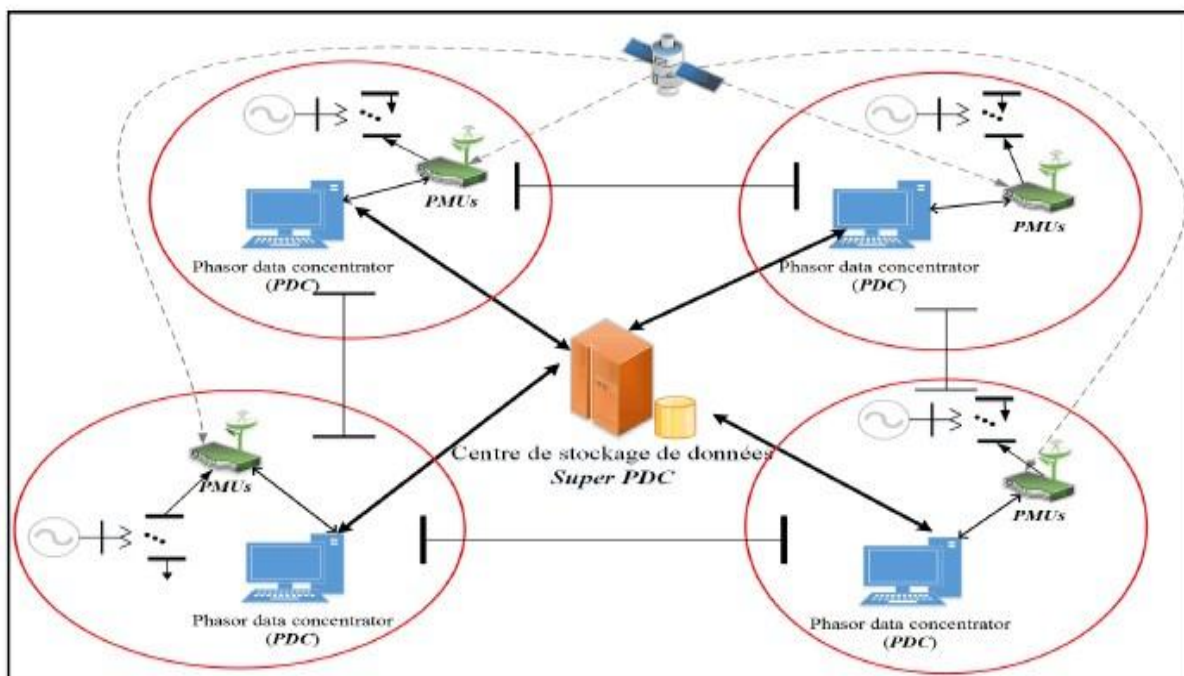 PMUs
Phasor data concentrator
(PDC)
PMUs
Phasor data concentrator
(PDC)
Centre de stockage de données
Super PDC
PMUs
Phasor data concentrator
(PDC)
PMUs
Phasor data concentrator
(PDC)